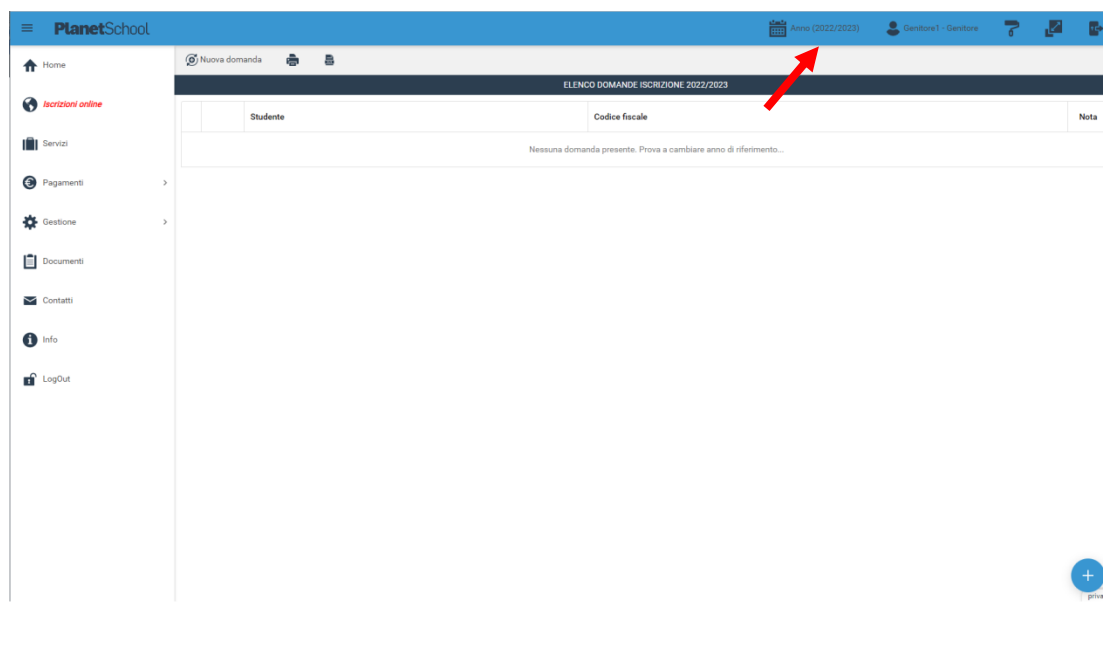 PlanetSchool
Anno (2022/2023)
Genitore1 - Genitore
Home
Iscrizioni online
Servizi
Pagamenti
Gestione
Documenti
Contatti
Info
LogOut
Nuova domanda
ELENCO DOMANDE ISCRIZIONE 2022/2023
Studente Codice fiscale Nota
Nessuna domanda presente. Prova a cambiare anno di riferimento...
+
priva